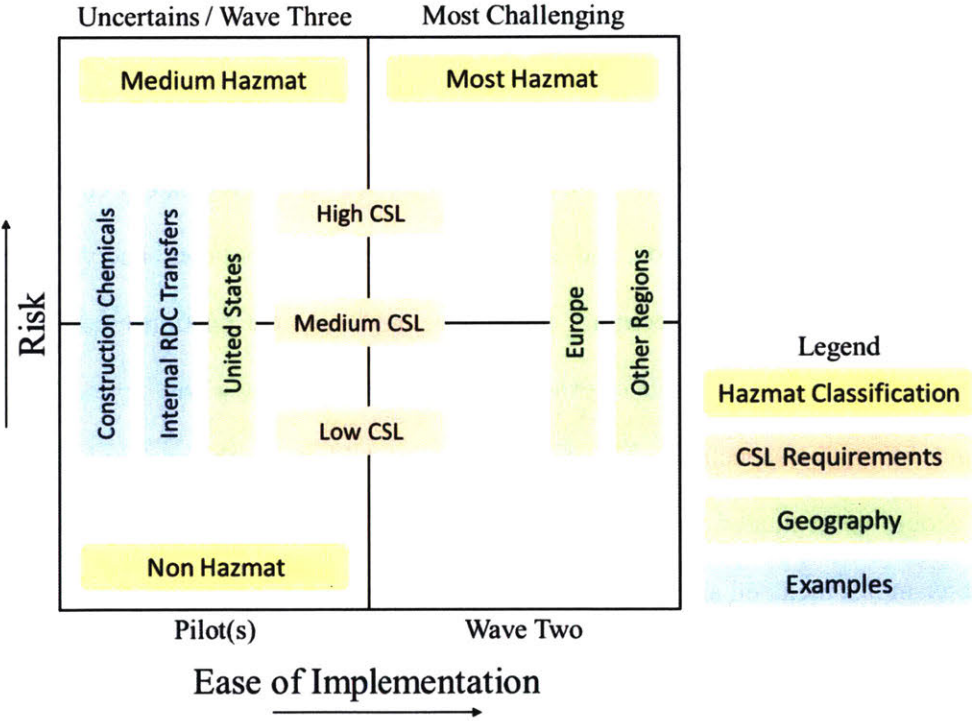 Uncertains / Wave Three
Most Challenging
Medium Hazmat
Most Hazmat
Construction Chemicals
Internal RDC Transfers
United States
High CSL
Medium CSL
Low CSL
Europe
Other Regions
Risk
Non Hazmat
Pilot(s)
Wave Two
Ease of Implementation
Legend
Hazmat Classification
CSL Requirements
Geography
Examples